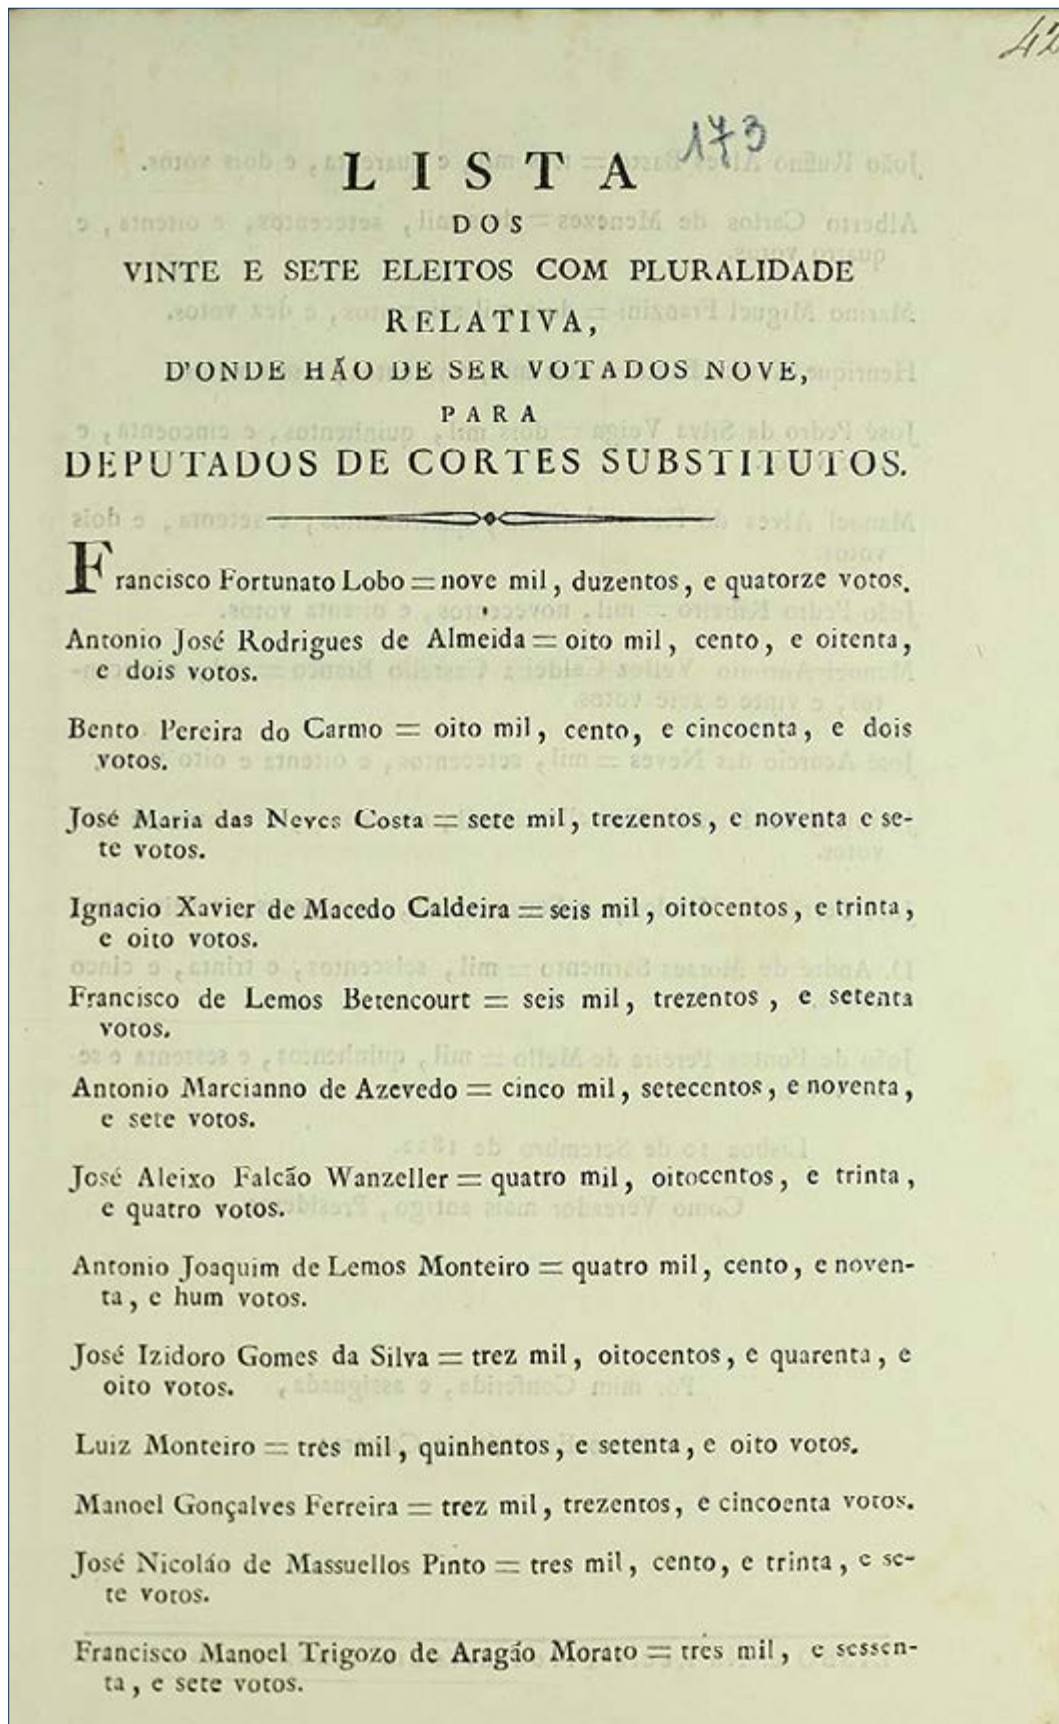 42
173
LISTA
DOS
VINTE E SETE ELEITOS COM PLURALIDADE
RELATIVA,
D'ONDE HÃO DE SER VOTADOS NOVE,
PARA
DEPUTADOS DE CORTES SUBSTITUTOS.
Francisco Fortunato Lobo = nove mil, duzentos, e quatorze votos.
Antonio José Rodrigues de Almeida = oito mil, cento, e oitenta,
e dois votos.
Bento Pereira do Carmo = oito mil, cento, e cincoenta, e dois
votos.
José Maria das Neves Costa = sete mil, trezentos, e noventa e se-
te votos.
Ignacio Xavier de Macedo Caldeira = seis mil, oitocentos, e trinta,
e oito votos.
Francisco de Lemos Betencourt = seis mil, trezentos, e setenta
votos.
Antonio Marcianno de Azevedo = cinco mil, setecentos, e noventa,
e sete votos.
José Aleixo Falcão Wanzeller = quatro mil, oitocentos, e trinta,
e quatro votos.
Antonio Joaquim de Lemos Monteiro = quatro mil, cento, e noven-
ta, e hum votos.
José Izidoro Gomes da Silva = trez mil, oitocentos, e quarenta, e
oito votos.
Luiz Monteiro = tres mil, quinhentos, e setenta, e oito votos.
Manoel Gonçalves Ferreira = trez mil, trezentos, e cincoenta votos.
José Nicoláo de Massuellos Pinto = tres mil, cento, e trinta, e se-
te votos.
Francisco Manoel Trigozo de Aragáo Morato = tres mil, e sessen-
ta, e sete votos.